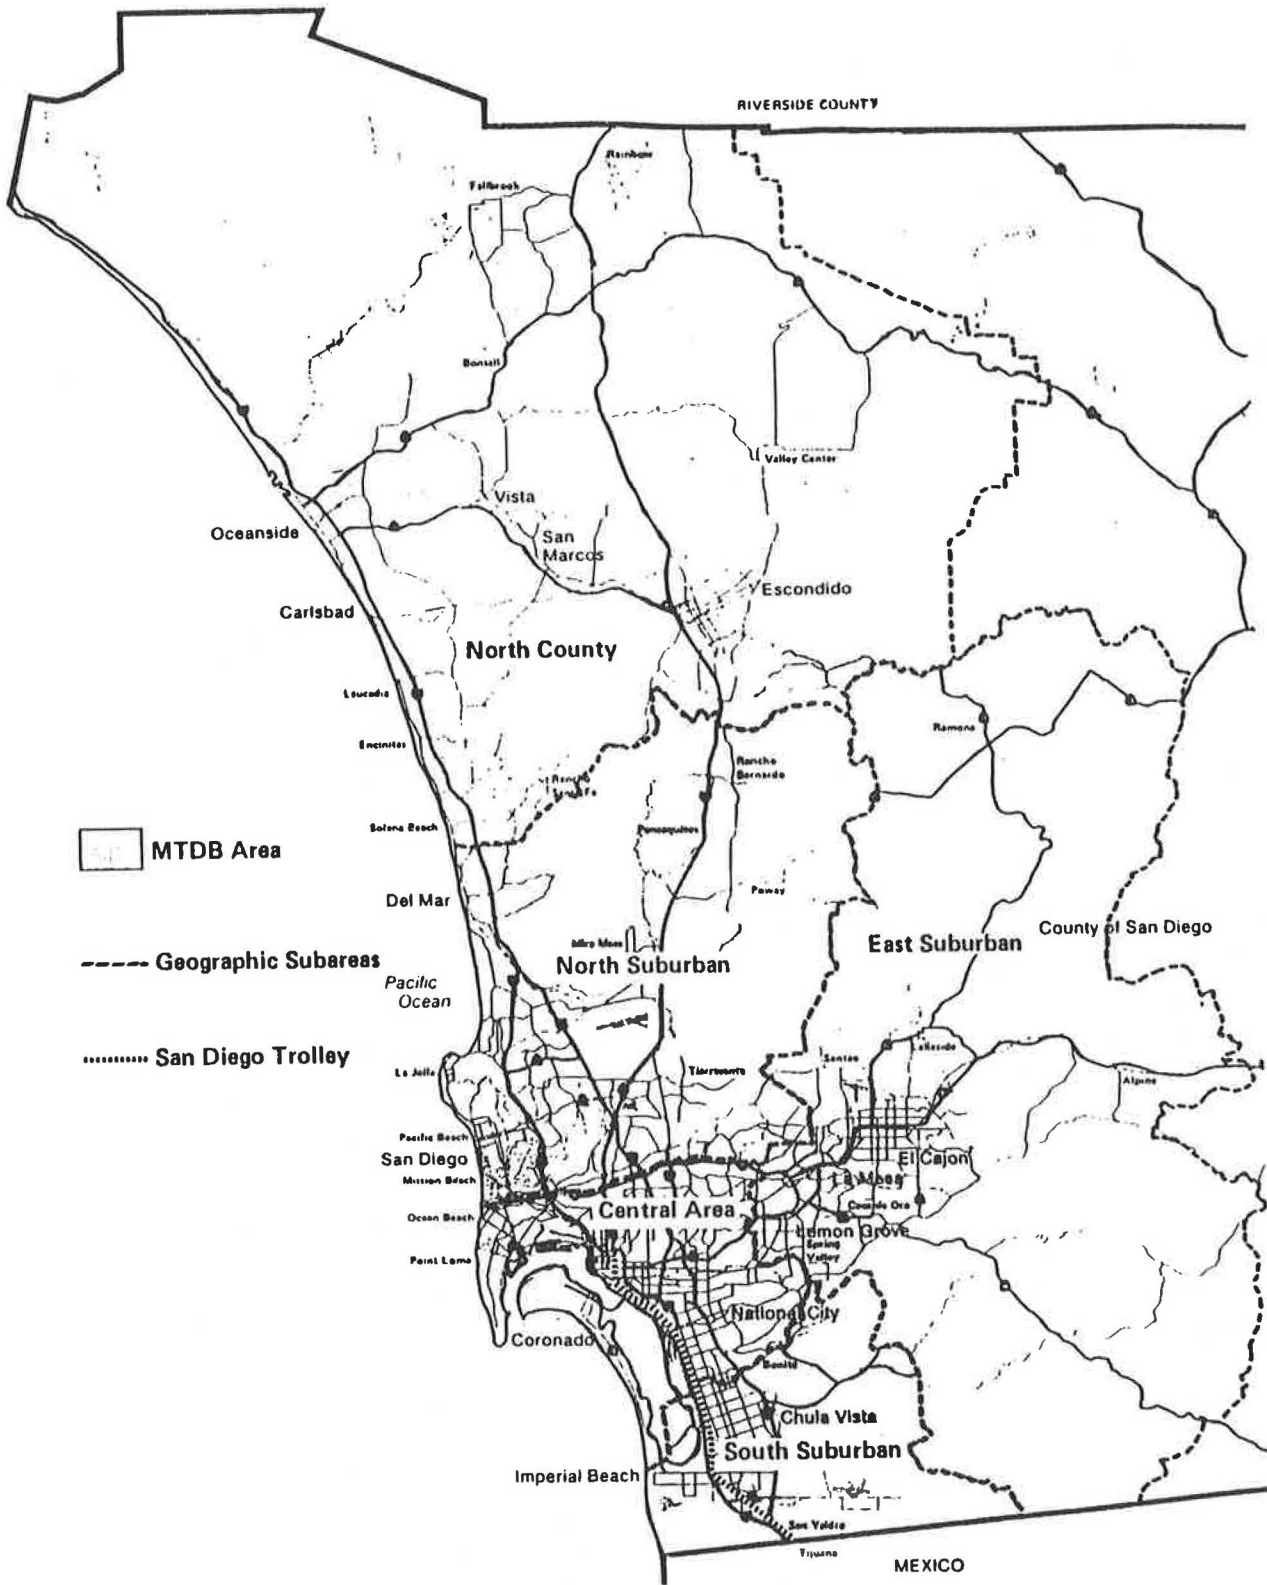 RIVERSIDE COUNTY
Rainbow
Fallbrook
Bonsall
Valley Center
Vista
Oceanside
San
Marcos
Escondido
Carlsbad
North County
Leucadia
Ramona
Encinitas
Rancho
Bernardo
Rancho
Santa Fe
Solana Beach
Penasquitos
MTDB Area
Poway
Del Mar
County of San Diego
East Suburban
Mira Mesa
North Suburban
Geographic Subareas
Pacific
Ocean
San Diego Trolley
Lakeside
Santee
La Jolla
Tierrasanta
Alpine
Pacific Beach
San Diego
El Cajon
Mission Beach
La Mesa
Central Area
Ocean Beach
Lemon Grove
Spring
Valley
Point Loma
National City
Coronado
Bonita
Chula Vista
South Suburban
Imperial Beach
Tijuana
MEXICO